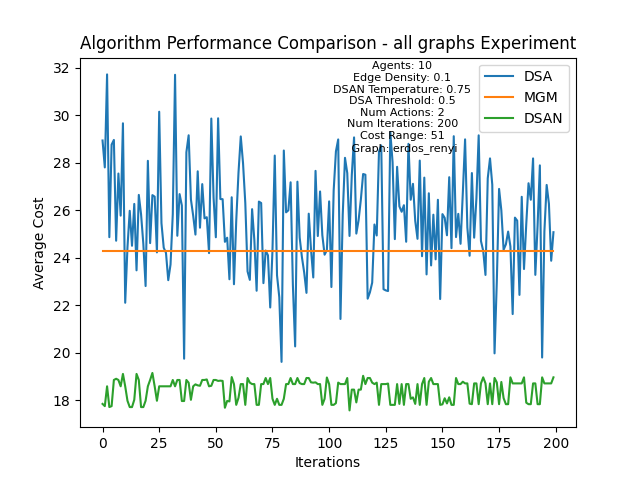 Algorithm Performance Comparison - all graphs Experiment
Agents: 10
Edge Density: 0.1
DSAN Temperature: 0.75
DSA Threshold: 0.5
Num Actions: 2
Num Iterations: 200
Cost Range: 51
Graph: erdos_renyi
DSA
MGM
DSAN
32
30
28
26
24
22
20
18
Average Cost
0
25
50
75
100
125
150
175
200
Iterations